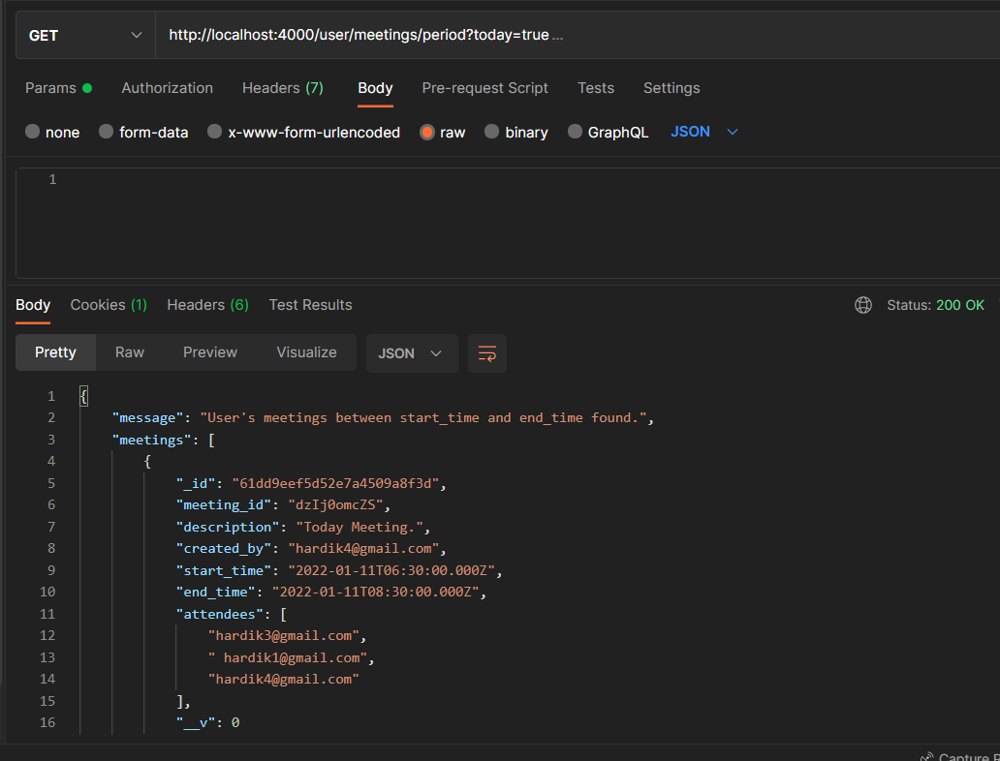 GET http://localhost:4000/user/meetings/period?today=true ...
Params Authorization Headers (7) Body Pre-request Script Tests Settings
none form-data x-www-form-urlencoded raw binary GraphQL JSON
1
Body Cookies (1) Headers (6) Test Results Status: 200 OK
Pretty Raw Preview Visualize JSON
1 {
2 "message": "User's meetings between start_time and end_time found.",
3 "meetings": [
4 {
5 "_id": "61dd9eef5d52e7a4509a8f3d",
6 "meeting_id": "dzIj0omcZS",
7 "description": "Today Meeting.",
8 "created_by": "hardik4@gmail.com",
9 "start_time": "2022-01-11T06:30:00.000Z",
10 "end_time": "2022-01-11T08:30:00.000Z",
11 "attendees": [
12 "hardik3@gmail.com",
13 " hardik1@gmail.com",
14 "hardik4@gmail.com"
15 ],
16 "__v": 0
Capture